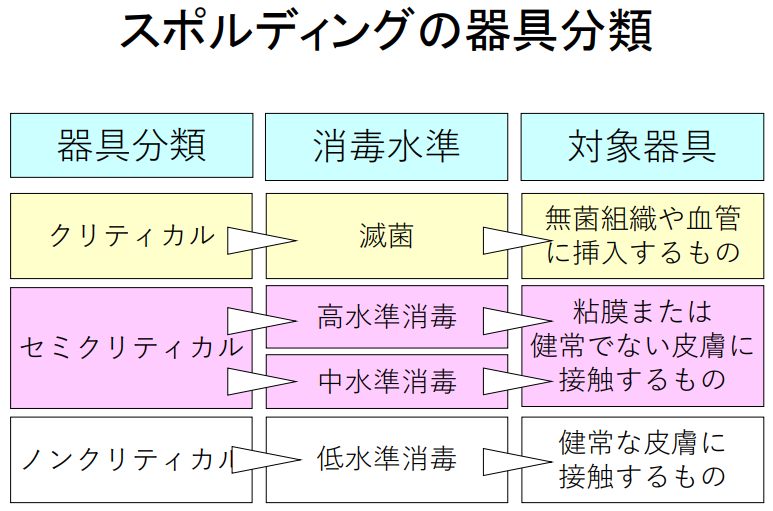 スポルディングの器具分類
器具分類
消毒水準
対象器具
クリティカル
滅菌
無菌組織や血管
に挿入するもの
セミクリティカル
高水準消毒
中水準消毒
粘膜または
健常でない皮膚に
接触するもの
ノンクリティカル
低水準消毒
健常な皮膚に
接触するもの